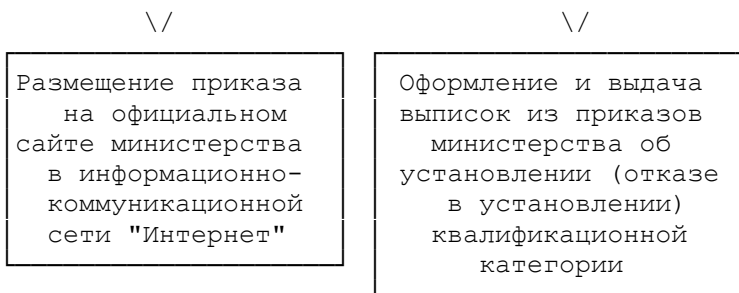 \/ \/
Размещение приказа
на официальном
сайте министерства
в информационно-
коммуникационной
сети "Интернет"
Оформление и выдача
выписок из приказов
министерства об
установлении (отказе
в установлении)
квалификационной
категории